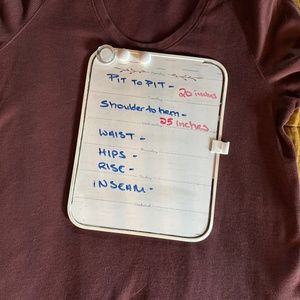 PiT TO PiT -
20 inches
Shoulder to hem -
25 inches
WAIST -
HIPS -
RISE -
iNSEAM -